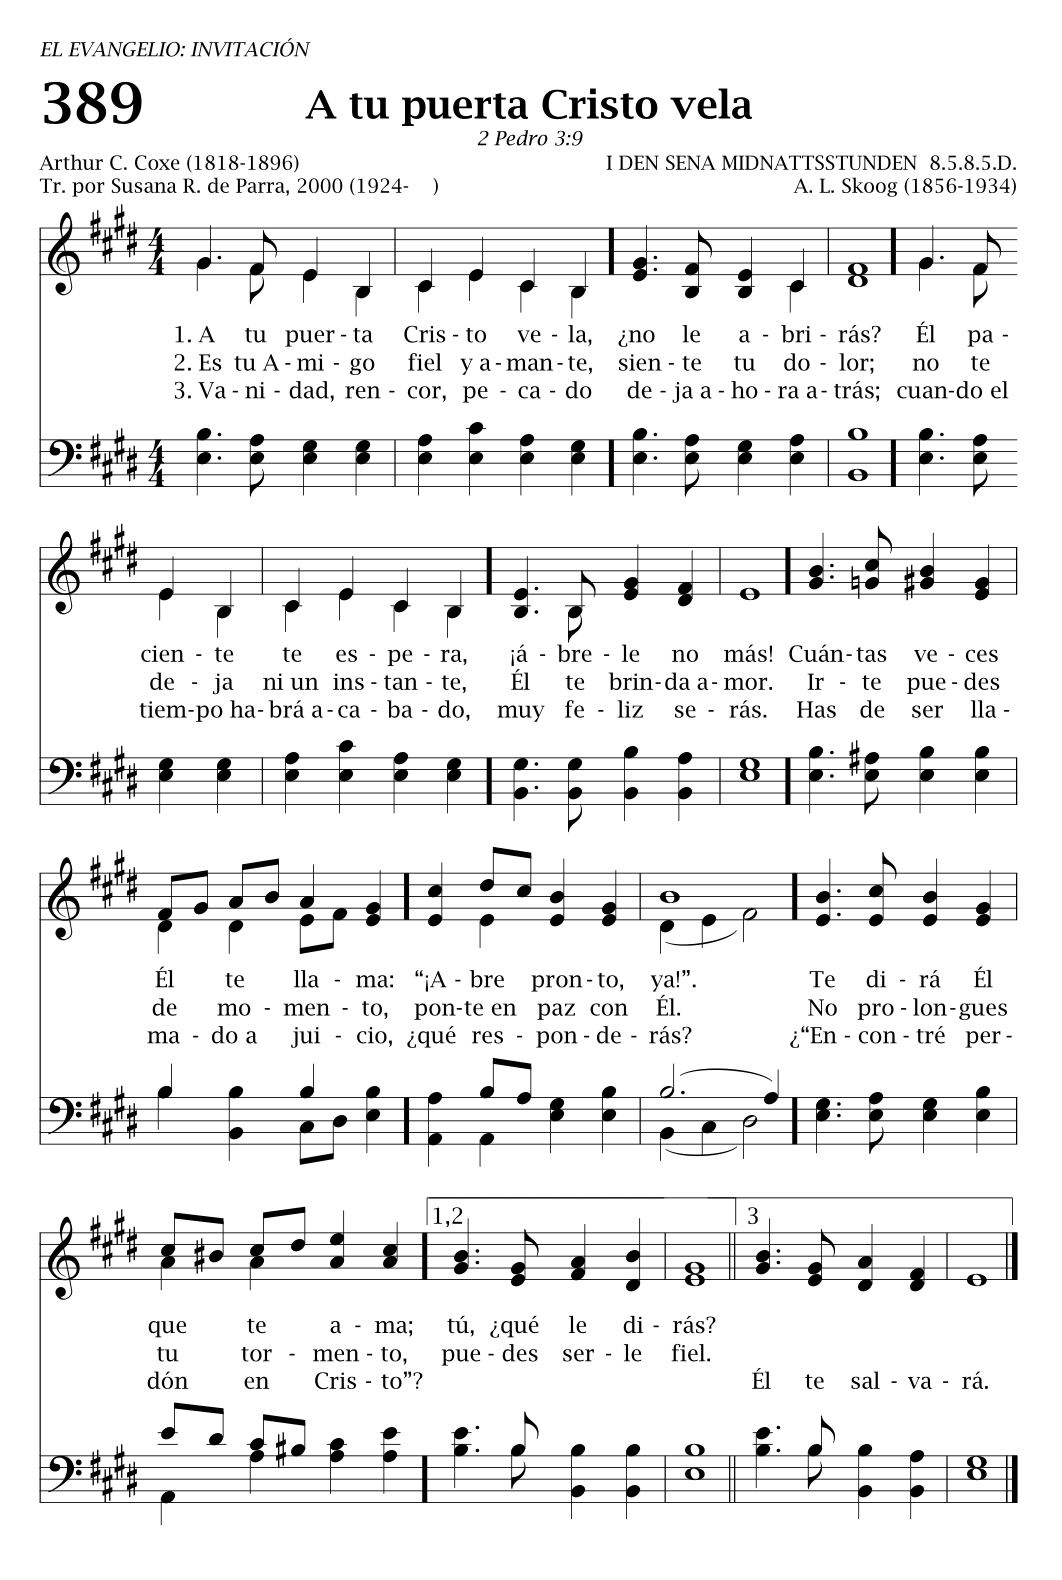 EL EVANGELIO: INVITACIÓN
389
A tu puerta Cristo vela
2 Pedro 3:9
Arthur C. Coxe (1818-1896)
I DEN SENA MIDNATTSSTUNDEN 8.5.8.5.D.
Tr. por Susana R. de Parra, 2000 (1924- )
A. L. Skoog (1856-1934)
1. A tu puer - ta Cris - to ve - la, ¿no le a - bri - rás? Él pa -
2. Es tu A - mi - go fiel y a - man - te, sien - te tu do - lor; no te
3. Va - ni - dad, ren - cor, pe - ca - do de - ja a - ho - ra a - trás; cuan - do el
cien - te te es - pe - ra, ¡á - bre - le no más! Cuán - tas ve - ces
de - ja ni un ins - tan - te, Él te brin - da a - mor. Ir - te pue - des
tiem - po ha - brá a - ca - ba - do, muy fe - liz se - rás. Has de ser lla -
Él te lla - ma: “¡A - bre pron - to, ya!”. Te di - rá Él
de mo - men - to, pon - te en paz con Él. No pro - lon - gues
ma - do a jui - cio, ¿qué res - pon - de - rás? ¿“En - con - tré per -
1,2
3
que te a - ma; tú, ¿qué le di - rás?
tu tor - men - to, pue - des ser - le fiel.
dón en Cris - to”? Él te sal - va - rá.